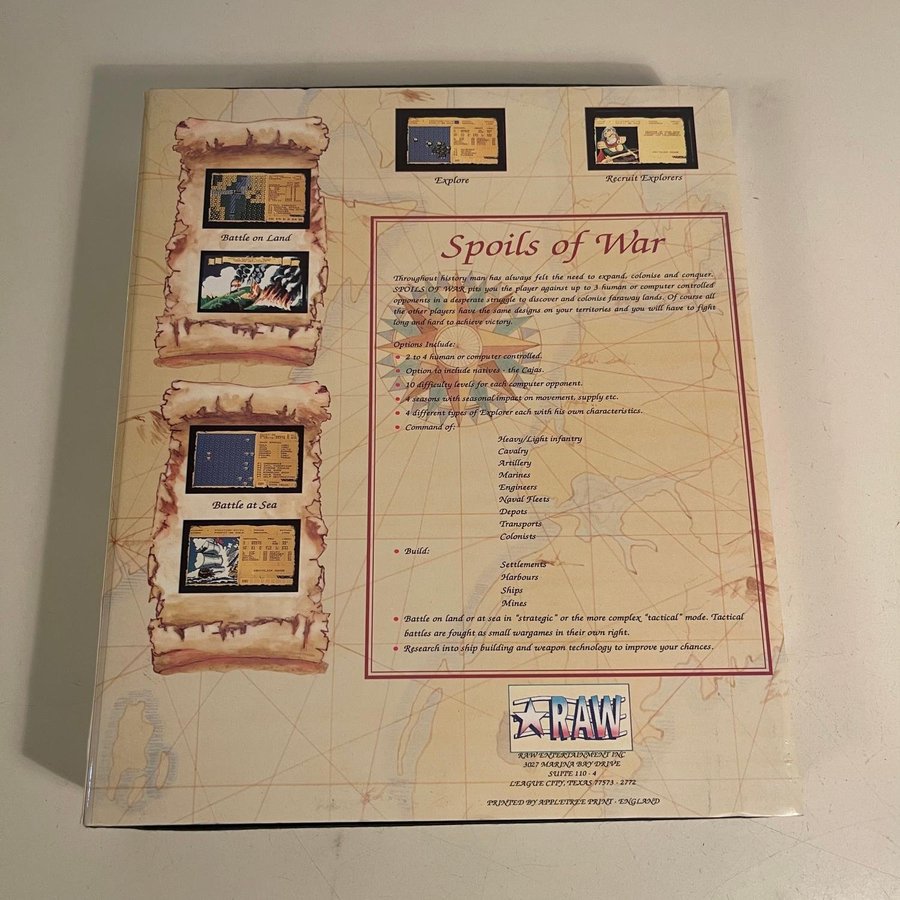 Explore
Recruit Explorers
Battle on Land
Battle at Sea
Spoils of War
Throughout history man has always felt the need to expand, colonise and conquer.
SPOILS OF WAR pits you the player against up to 3 human or computer controlled
opponents in a desperate struggle to discover and colonise faraway lands. Of course all
the other players have the same designs on your territories and you will have to fight
long and hard to achieve victory.
Options Include:
• 2 to 4 human or computer controlled.
• Option to include natives - the Cajas.
• 10 difficulty levels for each computer opponent.
• 4 seasons with seasonal impact on movement, supply etc.
• 4 different types of Explorer each with his own characteristics.
• Command of:
Heavy/Light infantry
Cavalry
Artillery
Marines
Engineers
Naval Fleets
Depots
Transports
Colonists
• Build:
Settlements
Harbours
Ships
Mines
• Battle on land or at sea in "strategic" or the more complex "tactical" mode. Tactical
battles are fought as small wargames in their own right.
• Research into ship building and weapon technology to improve your chances.
RAW
RAW ENTERTAINMENT INC
3027 MARINA BAY DRIVE
SUITE 110 - 4
LEAGUE CITY, TEXAS 77573 - 2772
PRINTED BY APPLETREE PRINT - ENGLAND